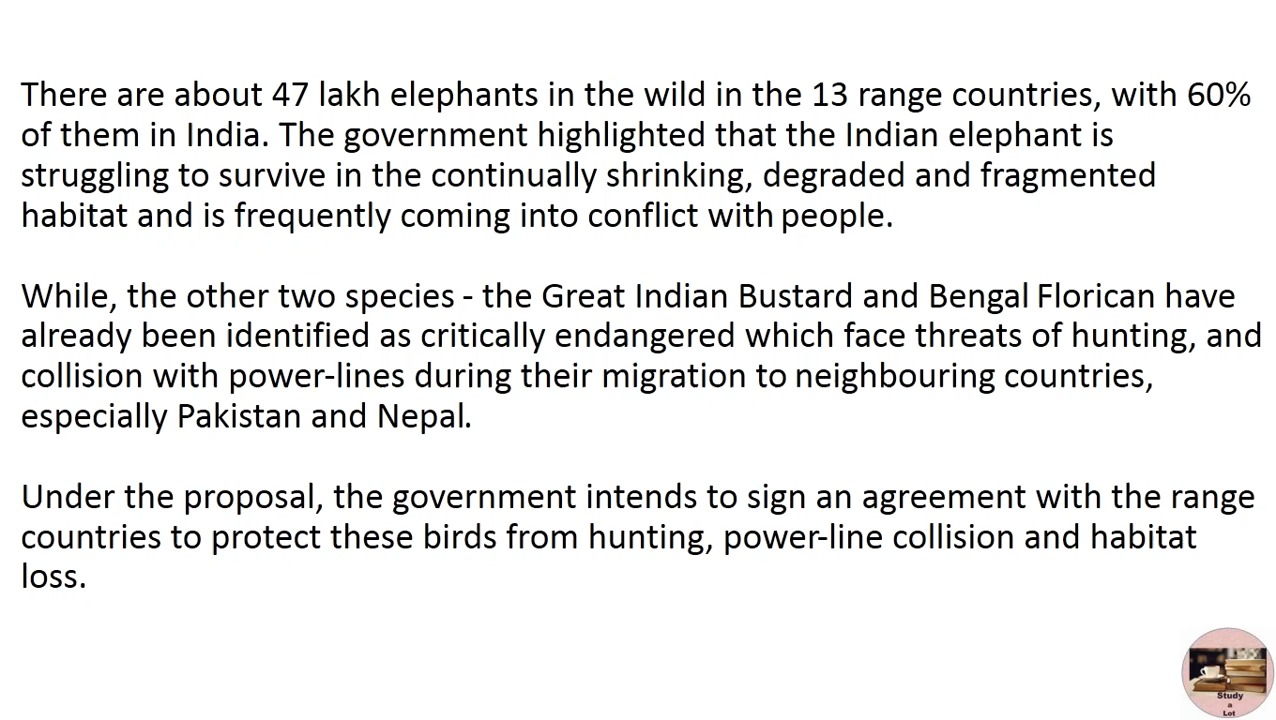 There are about 47 lakh elephants in the wild in the 13 range countries, with 60%
of them in India. The government highlighted that the Indian elephant is
struggling to survive in the continually shrinking, degraded and fragmented
habitat and is frequently coming into conflict with people.
While, the other two species - the Great Indian Bustard and Bengal Florican have
already been identified as critically endangered which face threats of hunting, and
collision with power-lines during their migration to neighbouring countries,
especially Pakistan and Nepal.
Under the proposal, the government intends to sign an agreement with the range
countries to protect these birds from hunting, power-line collision and habitat
loss.
Study
a
Lot